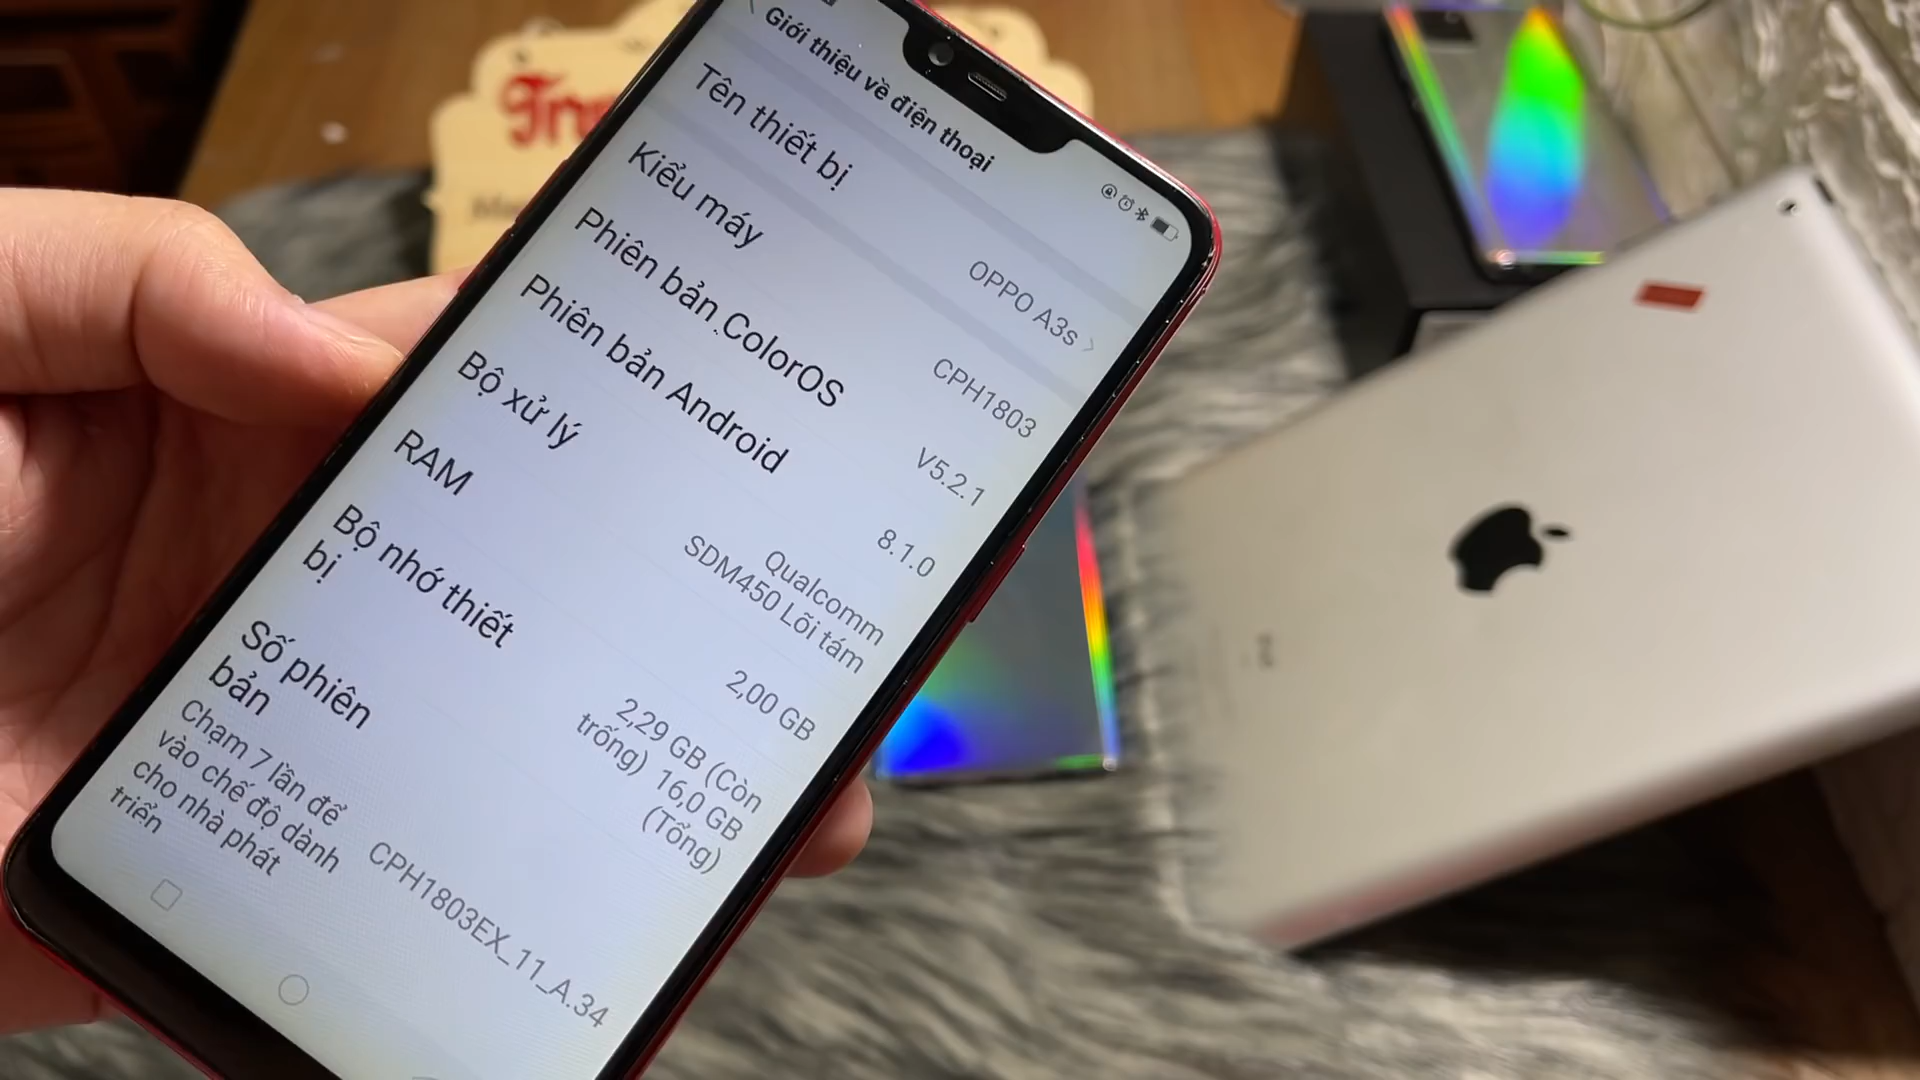 Giới thiệu về điện thoại
Tên thiết bị
OPPO A3s
Kiểu máy
CPH1803
Phiên bản ColorOS
V5.2.1
Phiên bản Android
8.1.0
Bộ xử lý
Qualcomm
SDM450 Lõi tám
RAM
2,00 GB
Bộ nhớ thiết
bị
2,29 GB (Còn
trống) 16,0 GB
(Tổng)
Số phiên
bản
Chạm 7 lần để
vào chế độ dành
cho nhà phát
triển
CPH1803EX_11_A.34